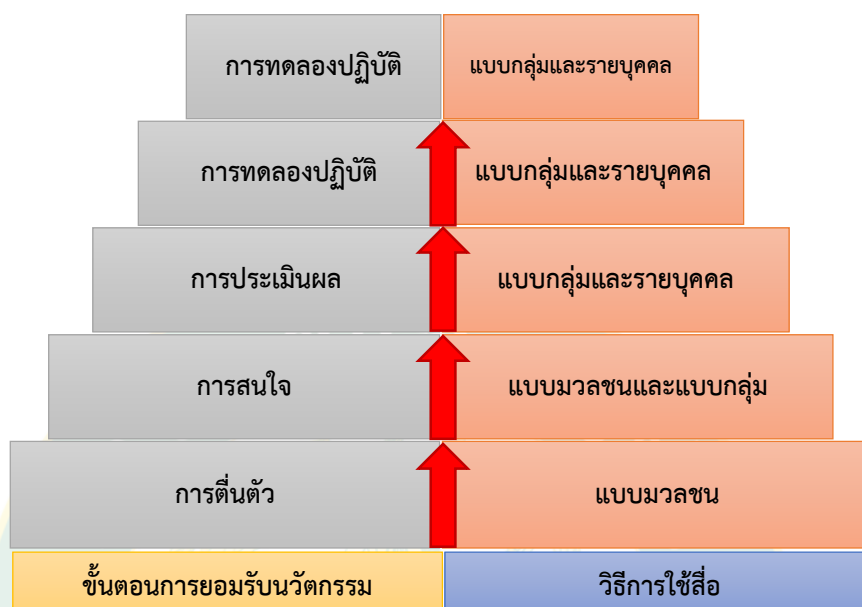 การทดลองปฏิบัติ แบบกลุ่มและรายบุคคล
การทดลองปฏิบัติ แบบกลุ่มและรายบุคคล
การประเมินผล แบบกลุ่มและรายบุคคล
การสนใจ แบบมวลชนและแบบกลุ่ม
การตื่นตัว แบบมวลชน
ขั้นตอนการยอมรับนวัตกรรม วิธีการใช้สื่อ